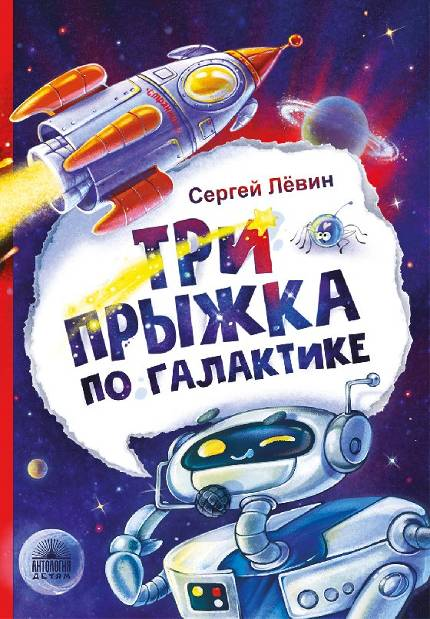 Сергей Лёвин
ТРИ
ПРЫЖКА
ПО ГАЛАКТИКЕ
АНТОЛОГИЯ
ДЕТЯМ